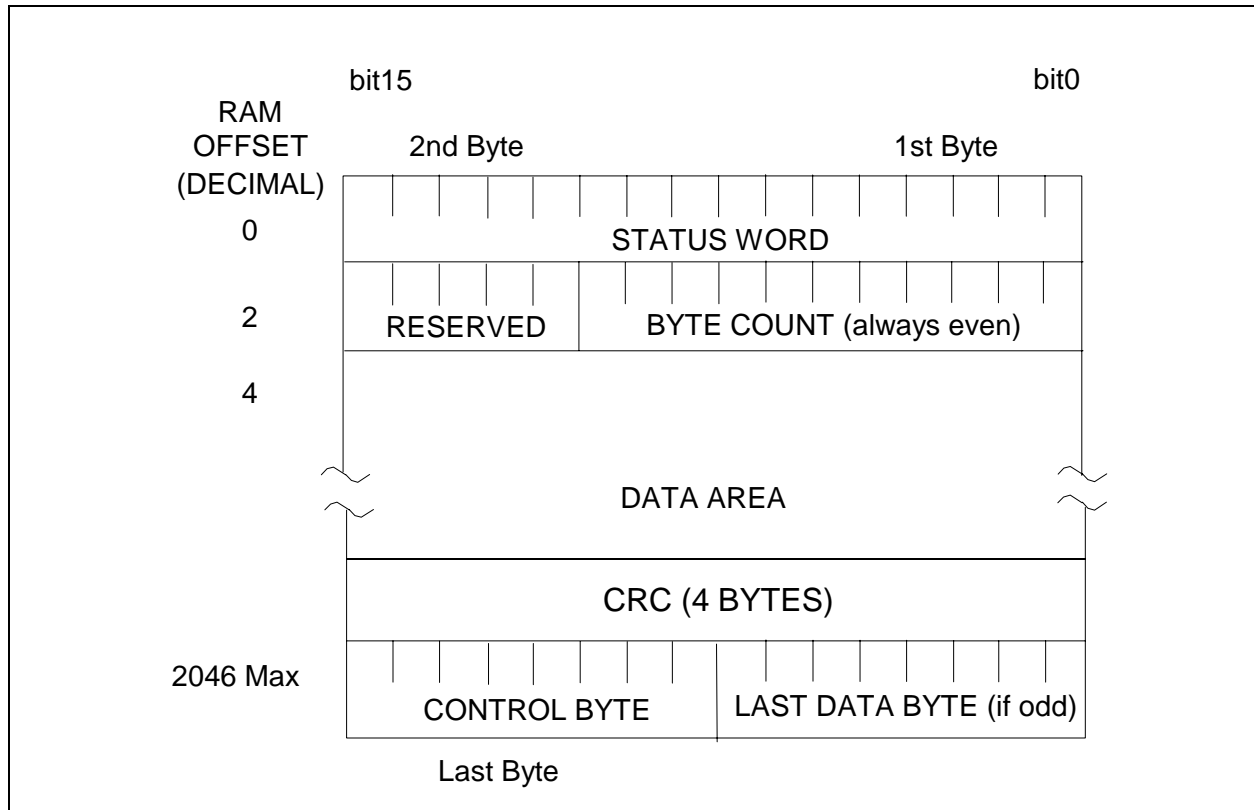 bit15 bit0
RAM
OFFSET
(DECIMAL)
2nd Byte 1st Byte
0 STATUS WORD
2 RESERVED BYTE COUNT (always even)
4
DATA AREA
CRC (4 BYTES)
2046 Max CONTROL BYTE LAST DATA BYTE (if odd)
Last Byte